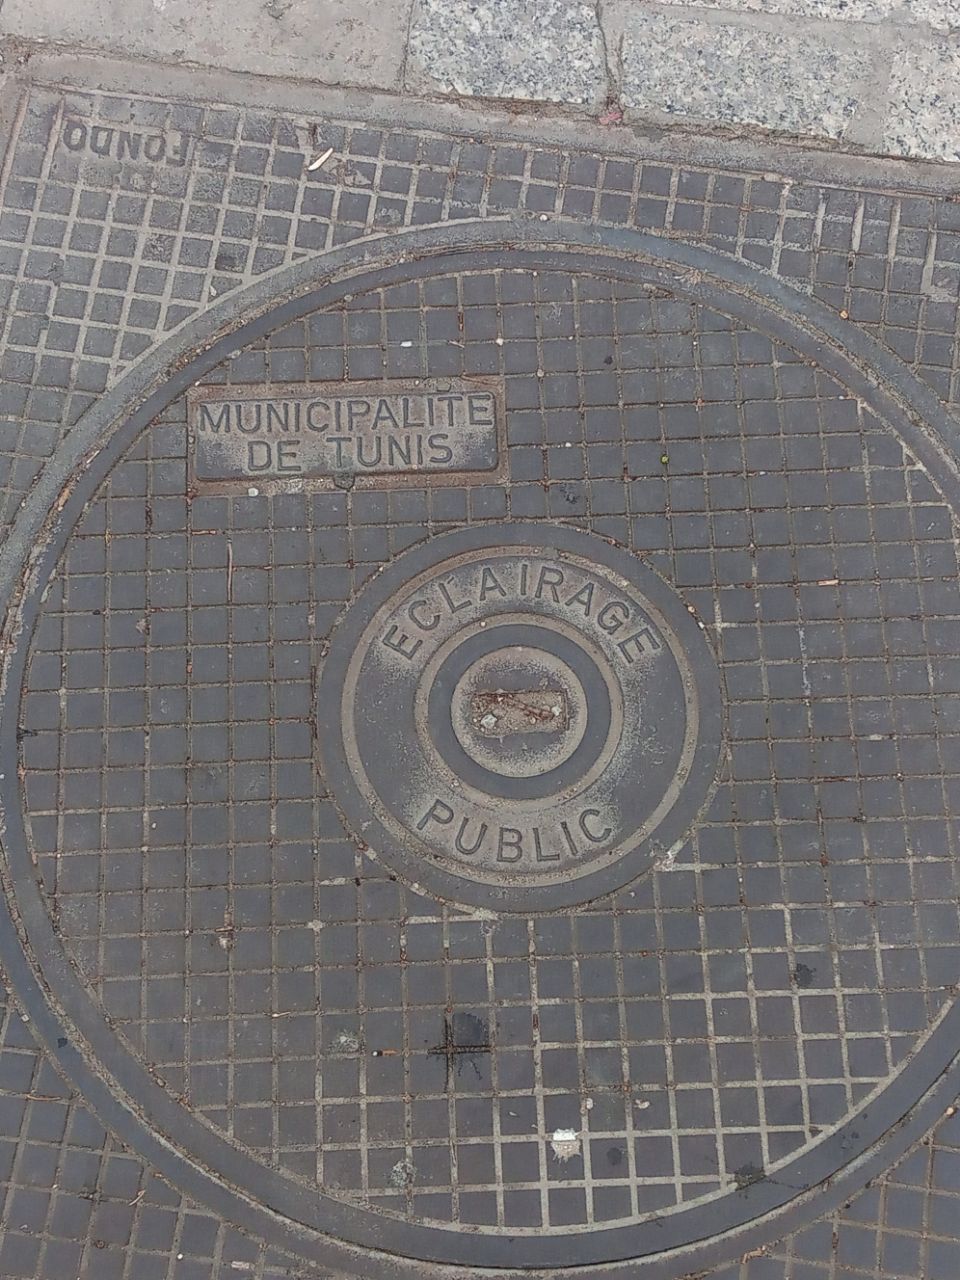 FONDO
MUNICIPALITE
DE TUNIS
ECLAIRAGE
PUBLIC